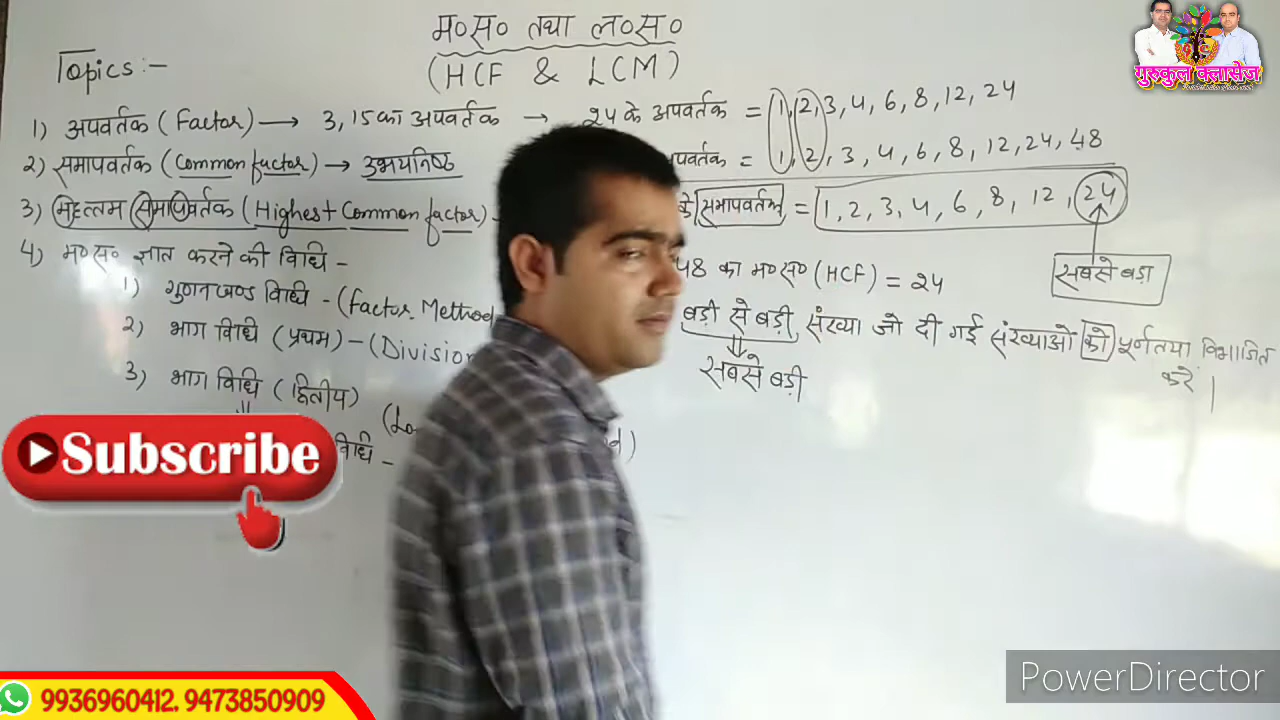 म०स० तथा ल०स०
(HCF & LCM)
Topics:-
1) अपवर्तक (Factor) → 3, 15 का अपवर्तक → 24 के अपवर्तक = 1, 2, 3, 4, 6, 8, 12, 24
2) समापवर्तक (Common factor) → उभयनिष्ठ
पवर्तक = 1, 2, 3, 4, 6, 8, 12, 24, 48
3) महत्तम समापवर्तक (Highest Common factor) -
के समापवर्तक = 1, 2, 3, 4, 6, 8, 12, 24
4) म०स० ज्ञात करने की विधि -
48 का म०स० (HCF) = 24
सबसे बड़ा
1) गुणनखण्ड विधि - (Factor Method
बड़ी से बड़ी, संख्या जो दी गई संख्याओं को पूर्नतया विभाजित करें ।
सबसे बड़ी
2) भाग विधि (प्रथम) - (Division
3) भाग विधि (द्वितीय)
विधि -
गुरुकुल क्लासेज
Subscribe
9936960412. 9473850909
PowerDirector